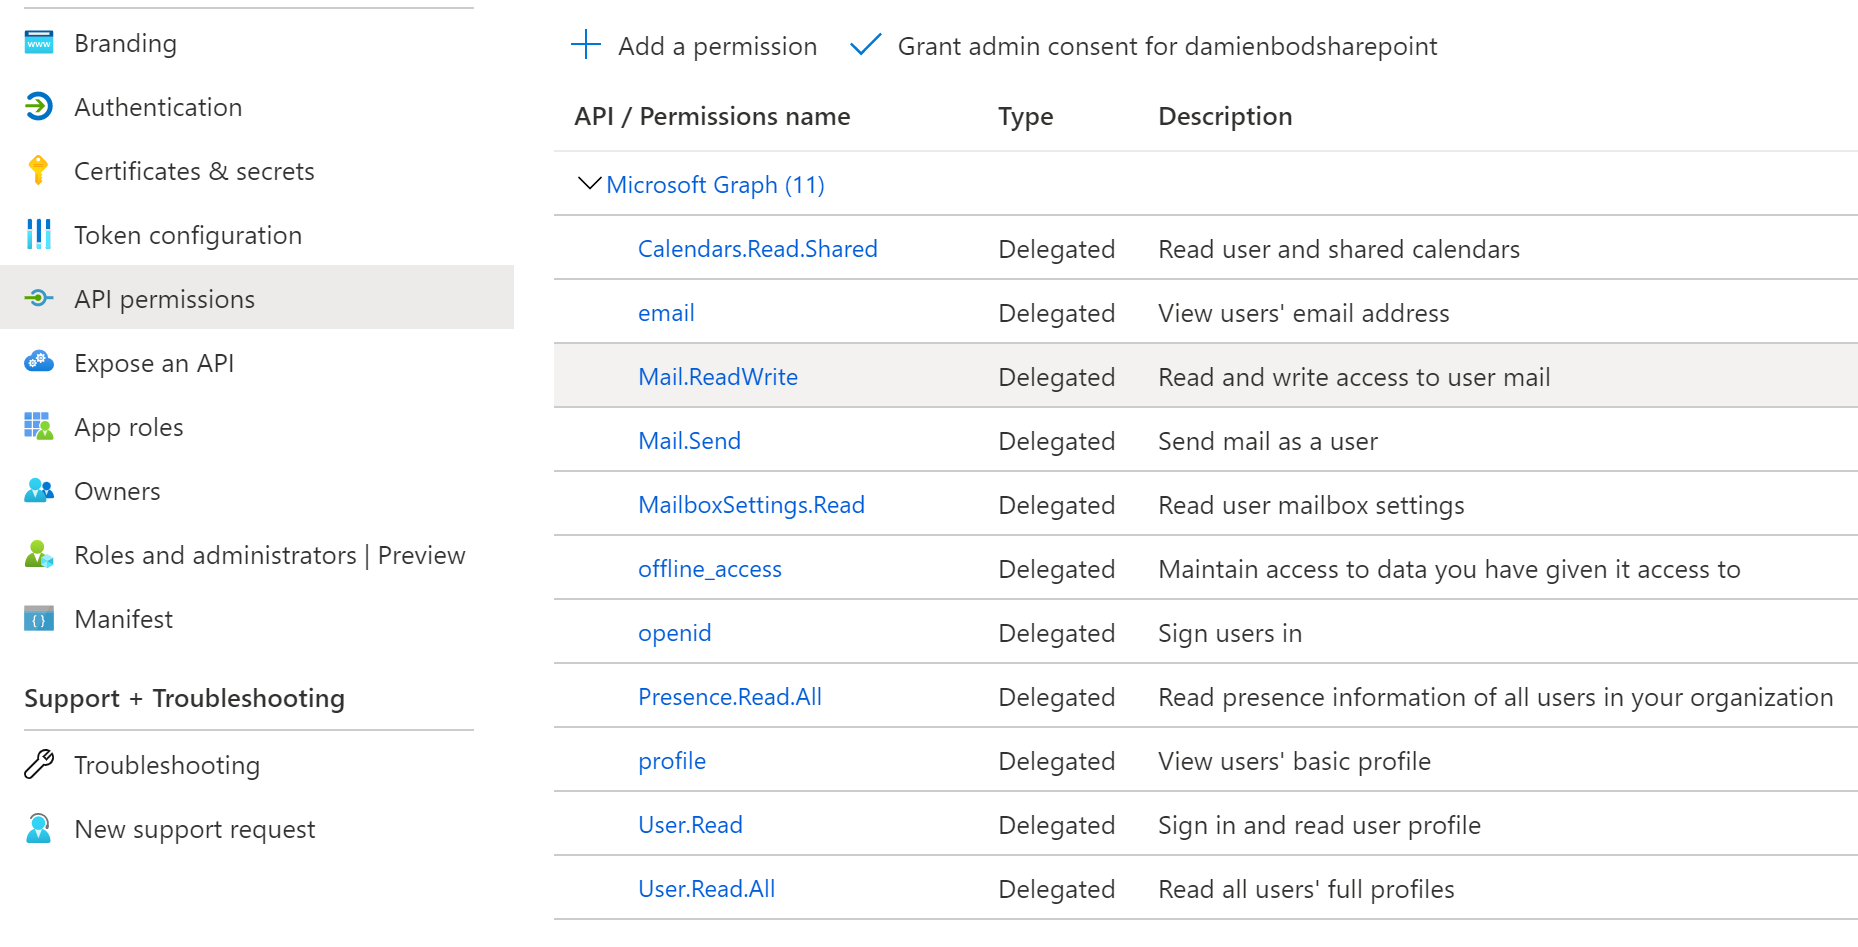 Branding
Authentication
Certificates & secrets
Token configuration
API permissions
Expose an API
App roles
Owners
Roles and administrators | Preview
Manifest
Support + Troubleshooting
Troubleshooting
New support request
Add a permission Grant admin consent for damienbodsharepoint
API / Permissions name Type Description
Microsoft Graph (11)
Calendars.Read.Shared Delegated Read user and shared calendars
email Delegated View users' email address
Mail.ReadWrite Delegated Read and write access to user mail
Mail.Send Delegated Send mail as a user
MailboxSettings.Read Delegated Read user mailbox settings
offline_access Delegated Maintain access to data you have given it access to
openid Delegated Sign users in
Presence.Read.All Delegated Read presence information of all users in your organization
profile Delegated View users' basic profile
User.Read Delegated Sign in and read user profile
User.Read.All Delegated Read all users' full profiles